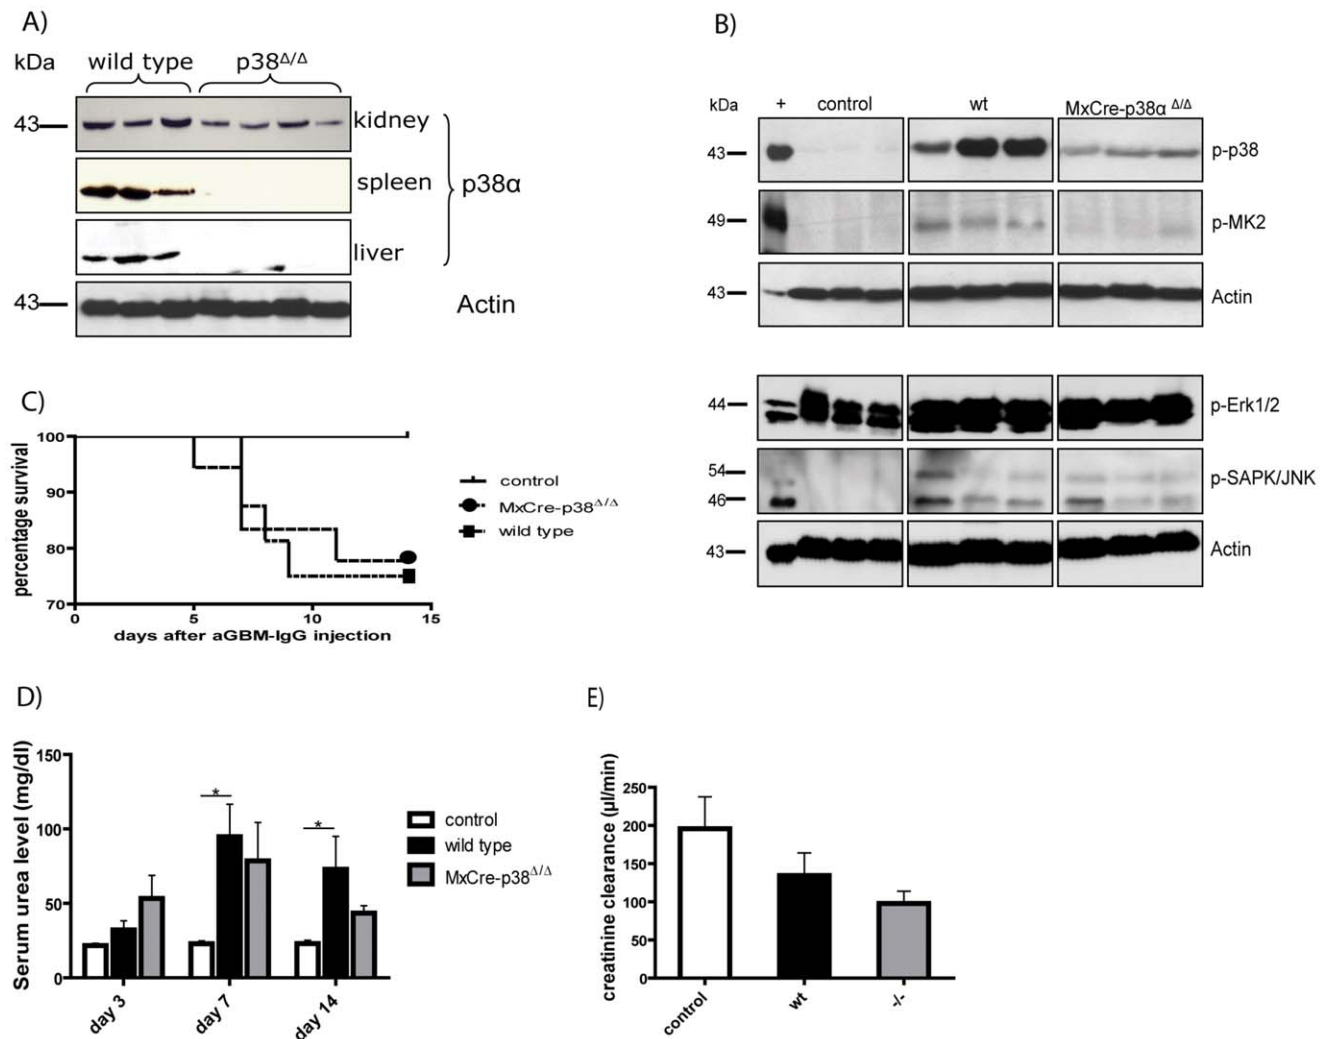 A)
kDa wild type p38Δ/Δ
43 kidney
spleen p38α
liver
43 Actin
B)
kDa + control wt MxCre-p38α Δ/Δ
43 p-p38
49 p-MK2
43 Actin
44 p-Erk1/2
54 p-SAPK/JNK
46
43 Actin
C)
percentage survival
100
90
80
70
0 5 10 15
days after aGBM-IgG injection
control
MxCre-p38Δ/Δ
wild type
D)
Serum urea level (mg/dl)
150
100
50
0
* *
day 3 day 7 day 14
control
wild type
MxCre-p38Δ/Δ
E)
creatinine clearance (µl/min)
250
200
150
100
50
0
control wt -/-